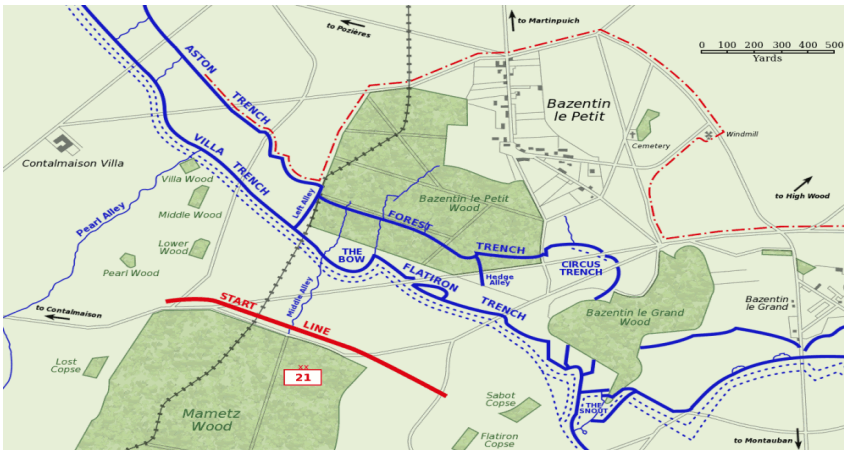 to Pozières
to Martinpuich
0 100 200 300 400 500
Yards
ASTON
TRENCH
Bazentin
le Petit
Contalmaison Villa
VILLA
TRENCH
Cemetery
Windmill
Villa Wood
Middle Wood
Left Alley
Bazentin le Petit
Wood
to High Wood
Pearl Alley
Lower
Wood
Pearl Wood
FOREST
TRENCH
THE
BOW
FLATIRON
TRENCH
Hedge
Alley
CIRCUS
TRENCH
Middle Alley
START
LINE
to Contalmaison
Bazentin le Grand
Wood
Bazentin
le Grand
Lost
Copse
XX
21
Mametz
Wood
Sabot
Copse
THE
SNOUT
Flatiron
Copse
to Montauban